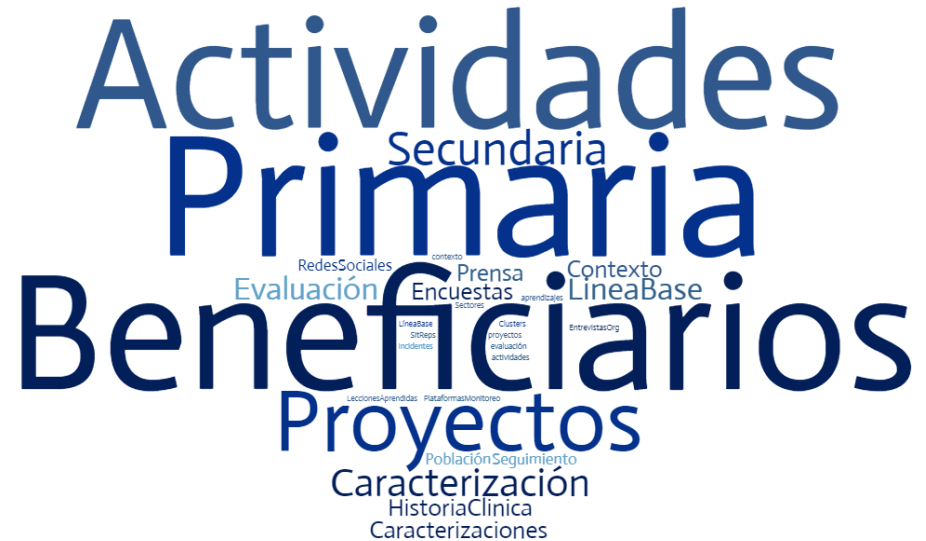 Actividades
Secundaria
Primaria
contexto
RedesSociales
Prensa
Contexto
Evaluación
Encuestas
LineaBase
aprendizajes
Sectores
Beneficiarios
LíneaBase
Clusters
EntrevistasOrg
SitReps
proyectos
incidentes
evaluación
actividades
LeccionesAprendidas
PlataformasMonitoreo
Proyectos
PoblaciónSeguimiento
Caracterización
HistoriaClinica
Caracterizaciones